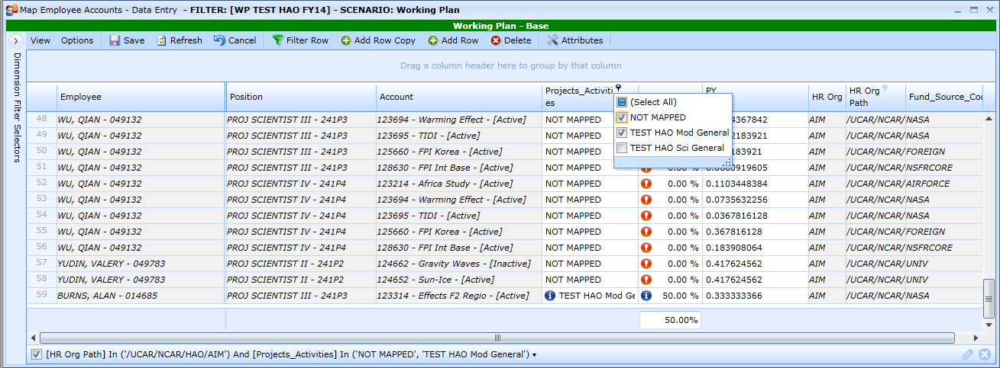 Map Employee Accounts - Data Entry - FILTER: [WP TEST HAO FY14] - SCENARIO: Working Plan
Working Plan - Base
View Options Save Refresh Cancel Filter Row Add Row Copy Add Row Delete Attributes
Dimension Filter Selectors
Drag a column header here to group by that column
Employee Position Account Projects_Activiti es PY HR Org HR Org Path Fund_Source_Coc
(Select All)
NOT MAPPED
TEST HAO Mod General
TEST HAO Sci General
48 WU, QIAN - 049132 PROJ SCIENTIST III - 241P3 123694 - Warming Effect - [Active] NOT MAPPED 4367842 AIM /UCAR/NCAR/ NASA
49 WU, QIAN - 049132 PROJ SCIENTIST III - 241P3 123695 - TIDI - [Active] NOT MAPPED 2183921 AIM /UCAR/NCAR/ NASA
50 WU, QIAN - 049132 PROJ SCIENTIST III - 241P3 125660 - FPI Korea - [Active] NOT MAPPED 183921 AIM /UCAR/NCAR/ FOREIGN
51 WU, QIAN - 049132 PROJ SCIENTIST III - 241P3 128630 - FPI Int Base - [Active] NOT MAPPED 0.00 % 0919605 AIM /UCAR/NCAR/ NSFRCORE
52 WU, QIAN - 049132 PROJ SCIENTIST IV - 241P4 123214 - Africa Study - [Active] NOT MAPPED 0.00 % 0.1103448384 AIM /UCAR/NCAR/ AIRFORCE
53 WU, QIAN - 049132 PROJ SCIENTIST IV - 241P4 123694 - Warming Effect - [Active] NOT MAPPED 0.00 % 0.0735632256 AIM /UCAR/NCAR/ NASA
54 WU, QIAN - 049132 PROJ SCIENTIST IV - 241P4 123695 - TIDI - [Active] NOT MAPPED 0.00 % 0.0367816128 AIM /UCAR/NCAR/ NASA
55 WU, QIAN - 049132 PROJ SCIENTIST IV - 241P4 125660 - FPI Korea - [Active] NOT MAPPED 0.00 % 0.367816128 AIM /UCAR/NCAR/ FOREIGN
56 WU, QIAN - 049132 PROJ SCIENTIST IV - 241P4 128630 - FPI Int Base - [Active] NOT MAPPED 0.00 % 0.183908064 AIM /UCAR/NCAR/ NSFRCORE
57 YUDIN, VALERY - 049783 PROJ SCIENTIST II - 241P2 124662 - Gravity Waves - [Inactive] NOT MAPPED 0.00 % 0.417624562 AIM /UCAR/NCAR/ UNIV
58 YUDIN, VALERY - 049783 PROJ SCIENTIST II - 241P2 124652 - Sun-Ice - [Active] NOT MAPPED 0.00 % 0.417624562 AIM /UCAR/NCAR/ UNIV
59 BURNS, ALAN - 014685 PROJ SCIENTIST III - 241P3 123314 - Effects F2 Regio - [Active] TEST HAO Mod Ge 50.00 % 0.333333366 AIM /UCAR/NCAR/ NASA
50.00%
[HR Org Path] In ('/UCAR/NCAR/HAO/AIM') And [Projects_Activities] In ('NOT MAPPED', 'TEST HAO Mod General')